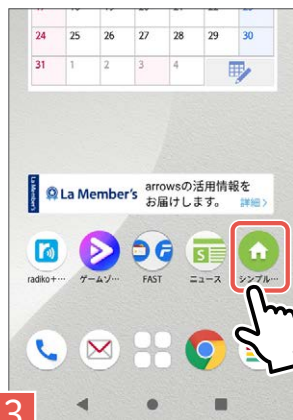 24 25 26 27 28 29 30
31 1 2 3 4
La Member's
La Member's arrowsの活用情報を
お届けします。 詳細>
radiko+… ゲームゾ… FAST ニュース シンプル…
3